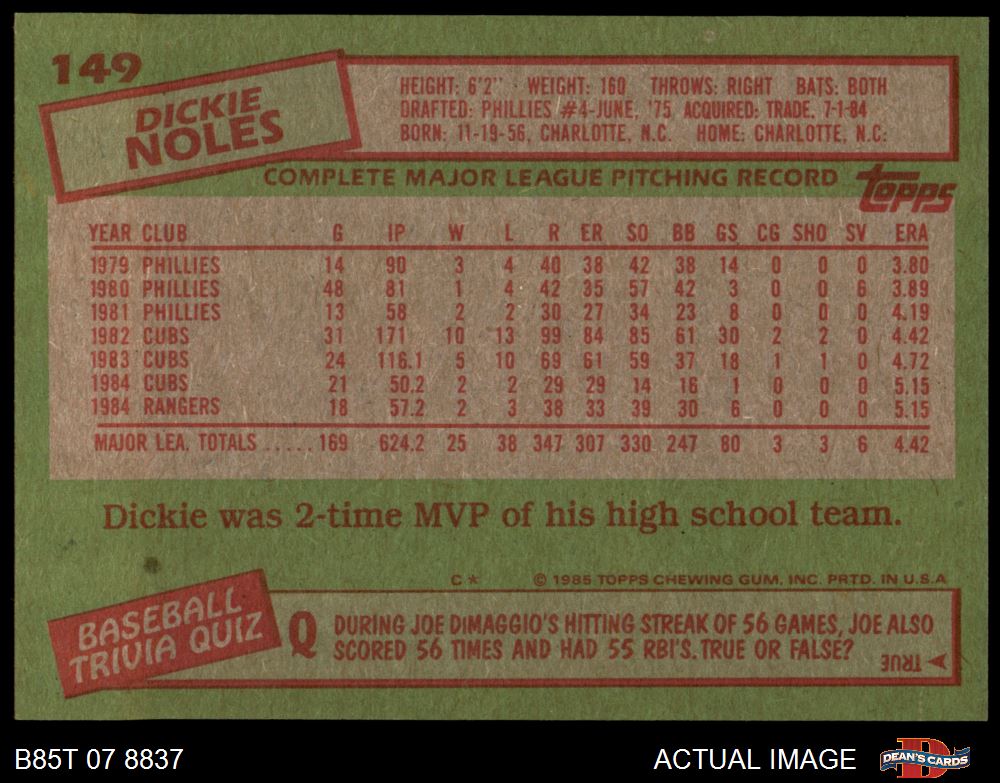 149
DICKIE
NOLES
HEIGHT: 6'2" WEIGHT: 160 THROWS: RIGHT BATS: BOTH
DRAFTED: PHILLIES #4-JUNE, '75 ACQUIRED: TRADE, 7-1-84
BORN: 11-19-56, CHARLOTTE, N.C. HOME: CHARLOTTE, N.C.
COMPLETE MAJOR LEAGUE PITCHING RECORD
TOPPS
YEAR CLUB G IP W L R ER SO BB GS CG SHO SV ERA
1979 PHILLIES 14 90 3 4 40 38 42 38 14 0 0 0 3.80
1980 PHILLIES 48 81 1 4 42 35 57 42 3 0 0 6 3.89
1981 PHILLIES 13 58 2 2 30 27 34 23 8 0 0 0 4.19
1982 CUBS 31 171 10 13 99 84 85 61 30 2 2 0 4.42
1983 CUBS 24 116.1 5 10 69 61 59 37 18 1 1 0 4.72
1984 CUBS 21 50.2 2 2 29 29 14 16 1 0 0 0 5.15
1984 RANGERS 18 57.2 2 3 38 33 39 30 6 0 0 0 5.15
MAJOR LEA. TOTALS ..... 169 624.2 25 38 347 307 330 247 80 3 3 6 4.42
Dickie was 2-time MVP of his high school team.
C* © 1985 TOPPS CHEWING GUM, INC. PRTD. IN U.S.A
BASEBALL
TRIVIA QUIZ
Q
DURING JOE DiMAGGIO'S HITTING STREAK OF 56 GAMES, JOE ALSO
SCORED 56 TIMES AND HAD 55 RBI'S. TRUE OR FALSE?
TRUE
B85T 07 8837
ACTUAL IMAGE
D
DEAN'S CARDS